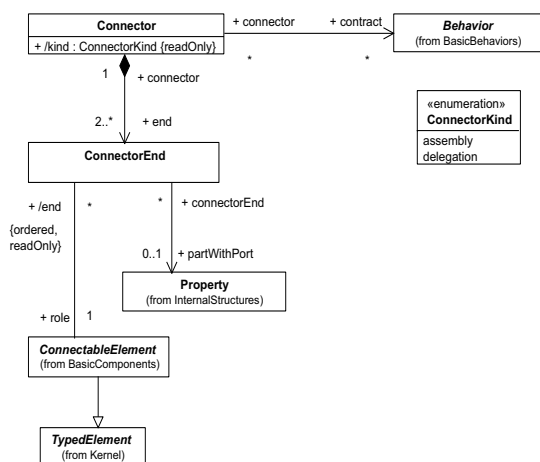 Connector
+ /kind : ConnectorKind {readOnly}
+ connector
+ contract
*
*
Behavior
(from BasicBehaviors)
1
+ connector
2..*
+ end
«enumeration»
ConnectorKind
assembly
delegation
ConnectorEnd
+ /end
*
{ordered,
readOnly}
*
+ connectorEnd
0..1
+ partWithPort
Property
(from InternalStructures)
+ role
1
ConnectableElement
(from BasicComponents)
TypedElement
(from Kernel)